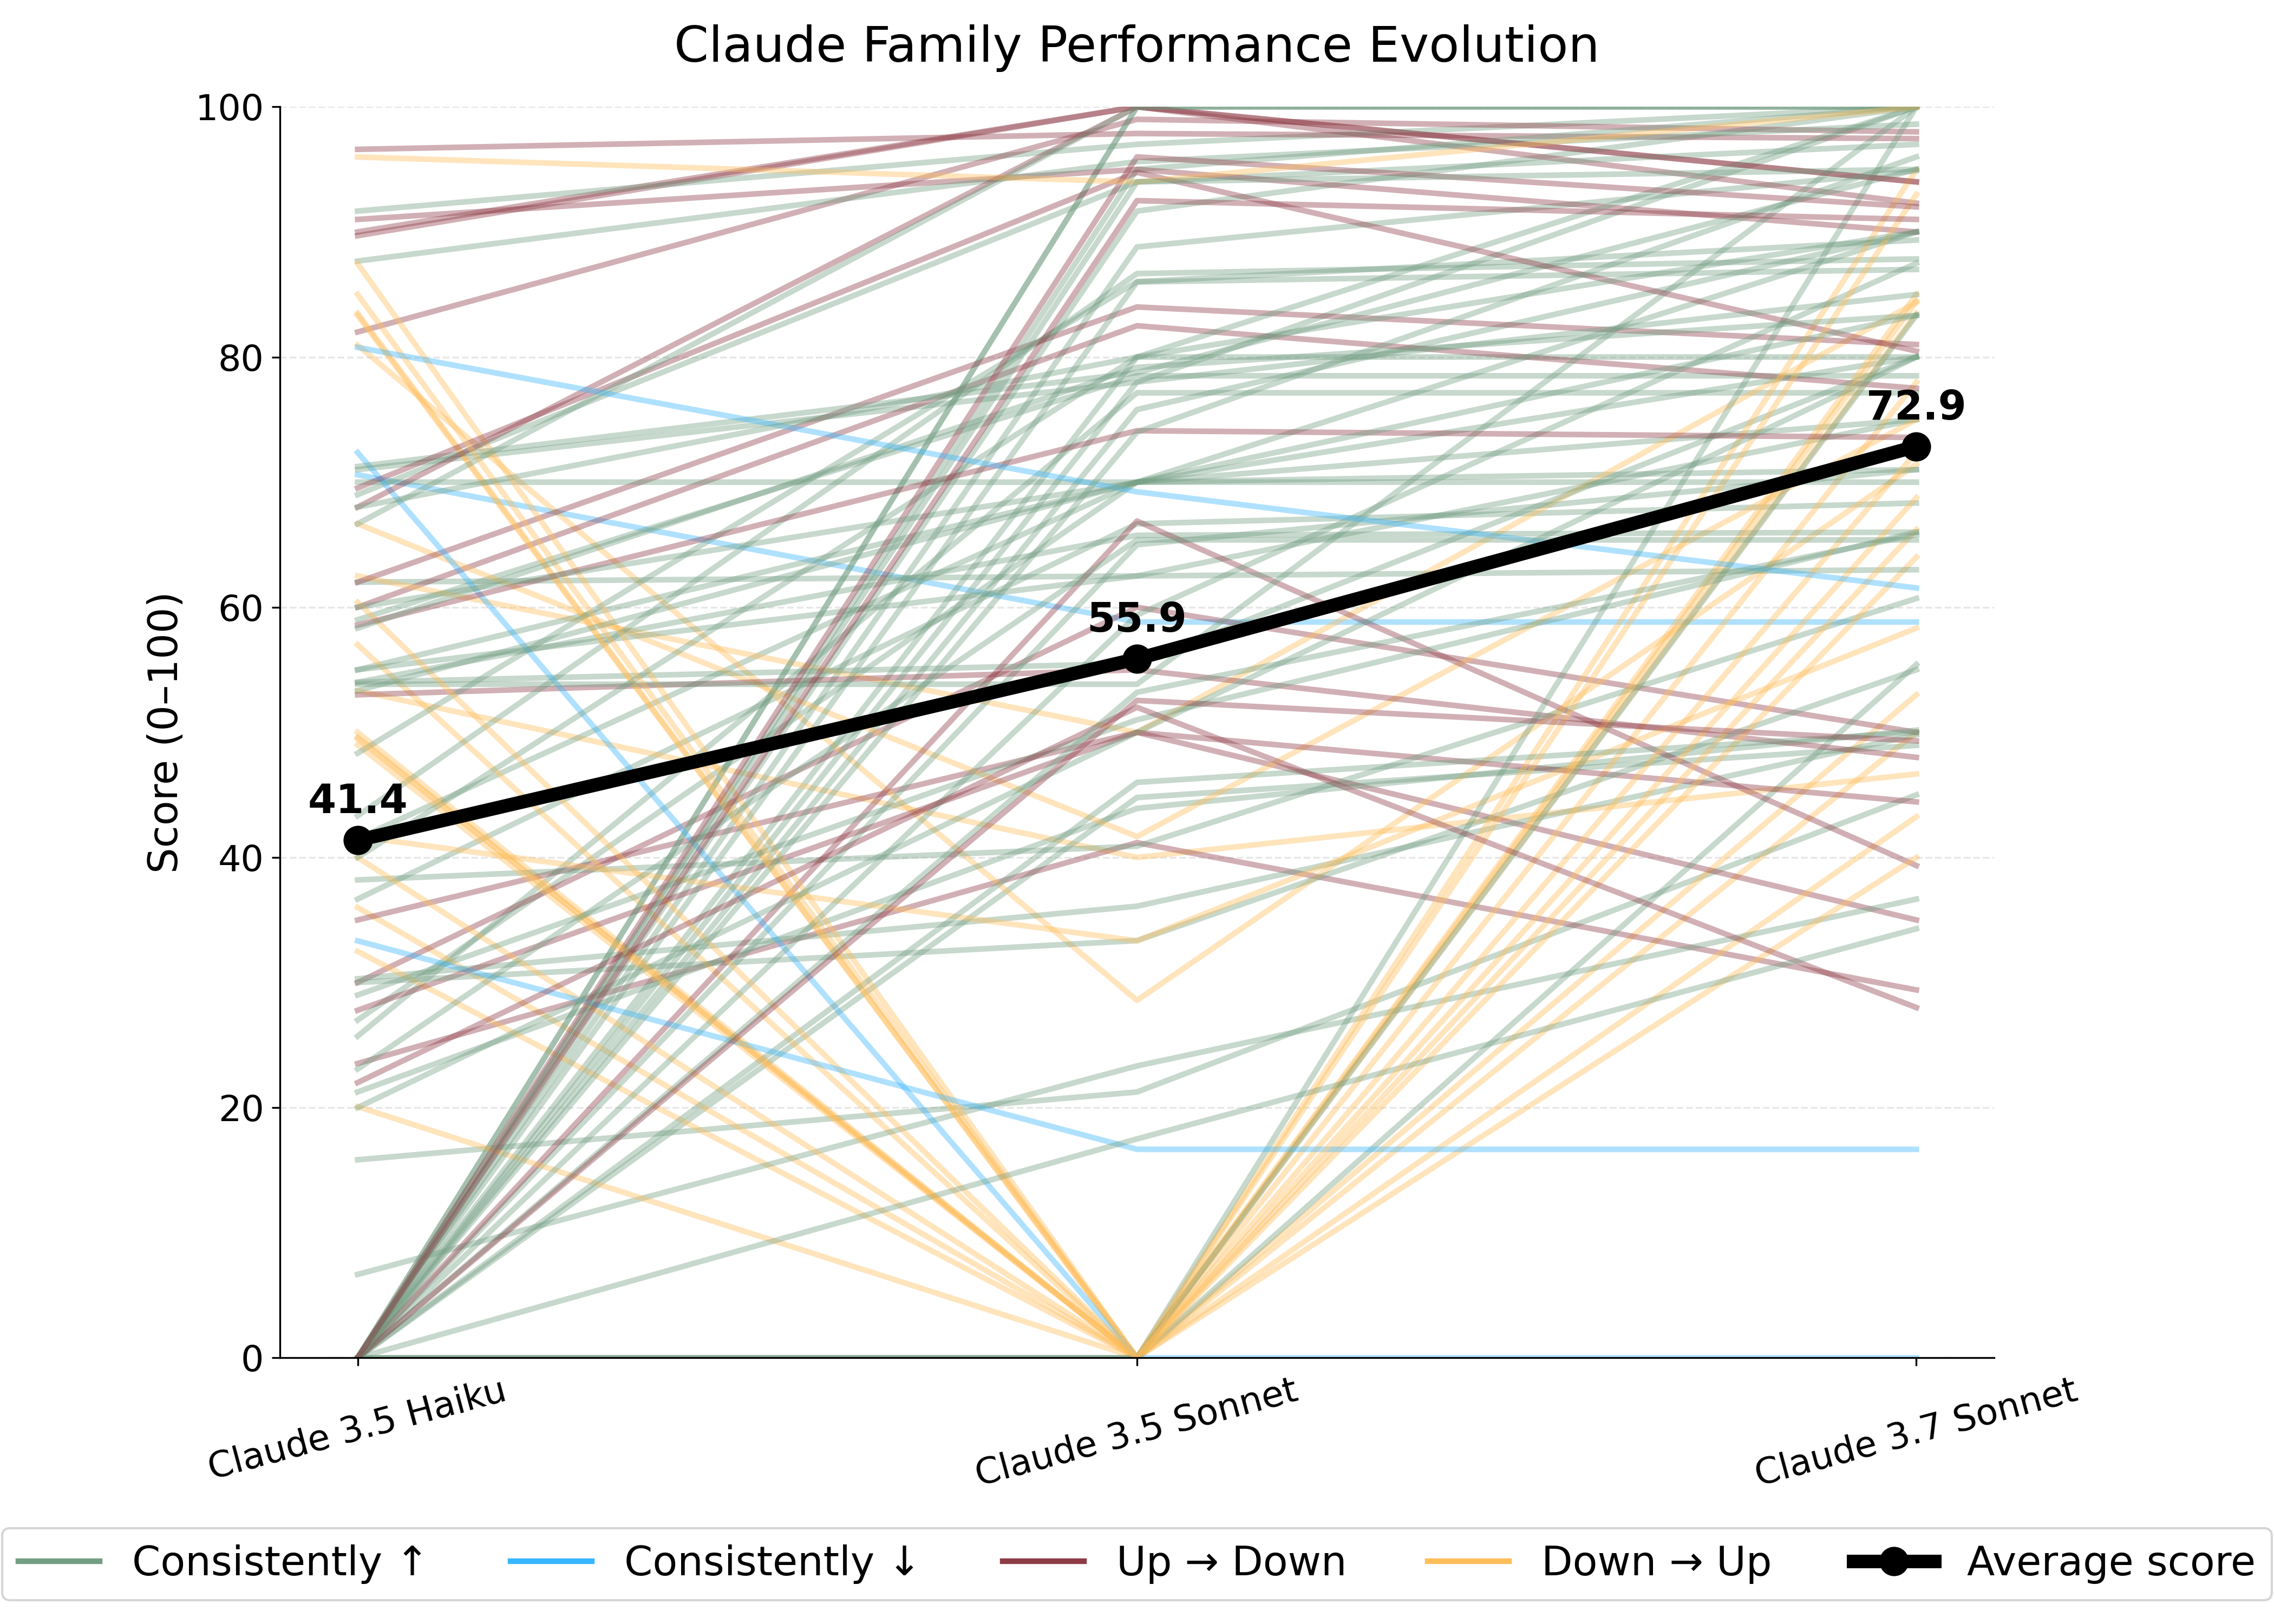 Claude Family Performance Evolution
100
80
60
40
20
0
Score (0–100)
41.4
55.9
72.9
Claude 3.5 Haiku
Claude 3.5 Sonnet
Claude 3.7 Sonnet
Consistently ↑
Consistently ↓
Up → Down
Down → Up
Average score